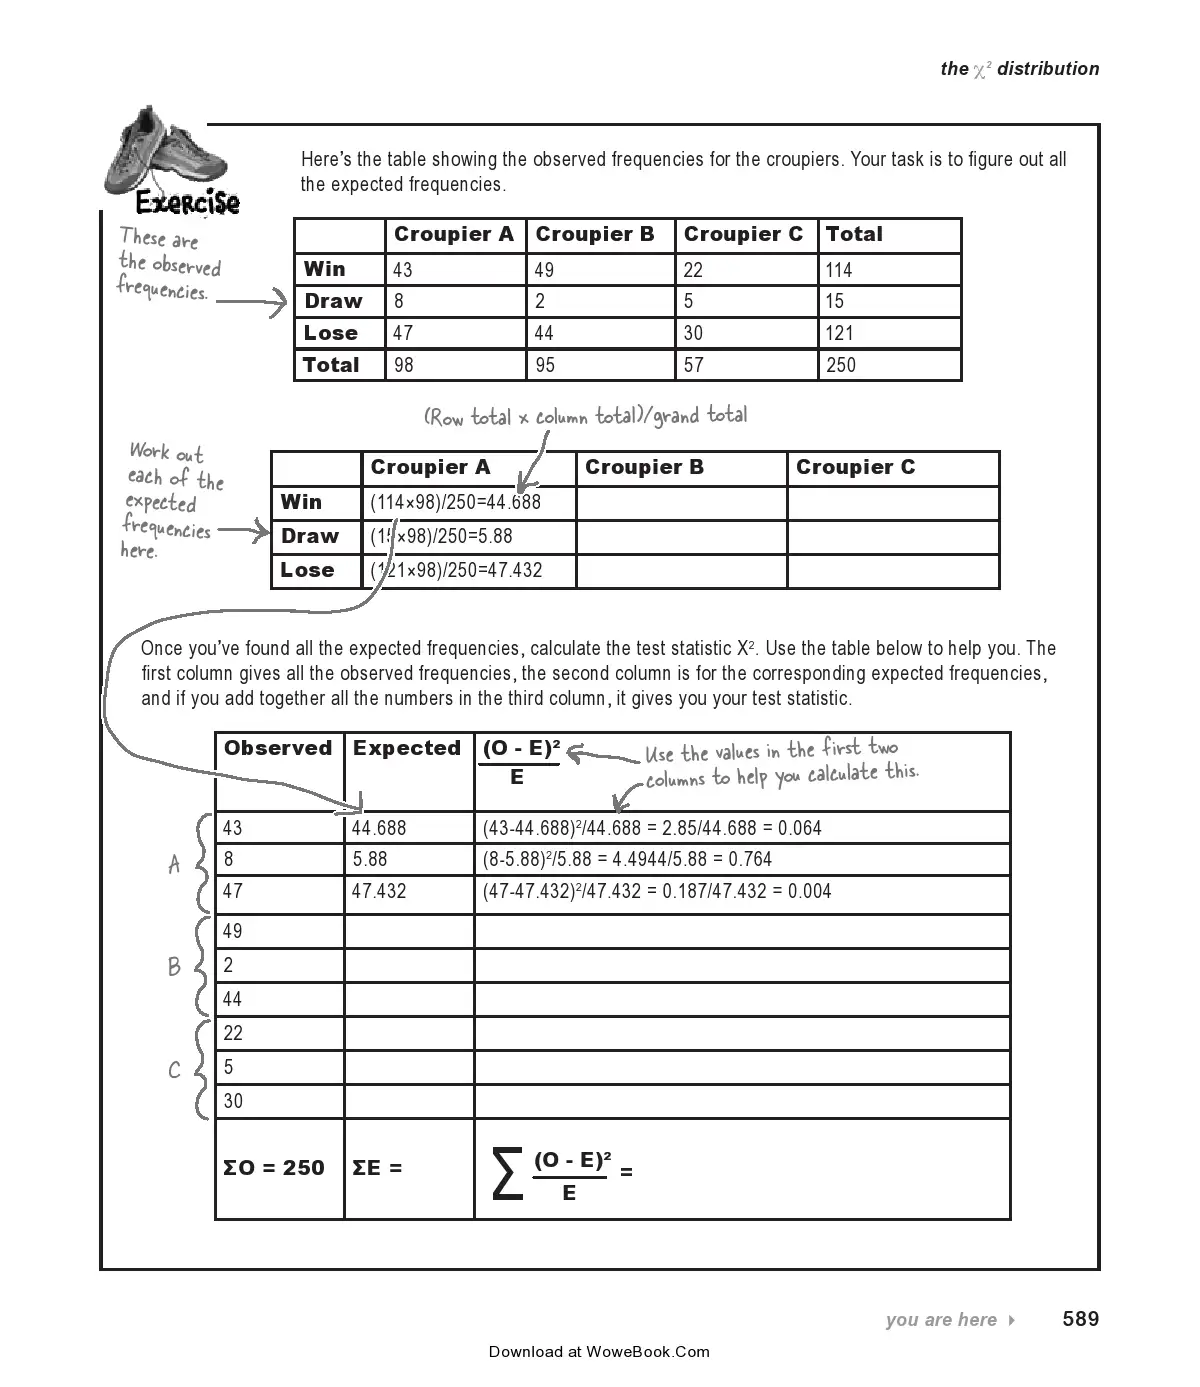 the χ² distribution
Exercise
Here's the table showing the observed frequencies for the croupiers. Your task is to figure out all
the expected frequencies.
These are
the observed
frequencies.
Croupier A Croupier B Croupier C Total
Win 43 49 22 114
Draw 8 2 5 15
Lose 47 44 30 121
Total 98 95 57 250
(Row total x column total)/grand total
Work out
each of the
expected
frequencies
here.
Croupier A Croupier B Croupier C
Win (114×98)/250=44.688
Draw (15×98)/250=5.88
Lose (121×98)/250=47.432
Once you've found all the expected frequencies, calculate the test statistic X². Use the table below to help you. The
first column gives all the observed frequencies, the second column is for the corresponding expected frequencies,
and if you add together all the numbers in the third column, it gives you your test statistic.
Observed Expected (O - E)²
E
Use the values in the first two
columns to help you calculate this.
43 44.688 (43-44.688)²/44.688 = 2.85/44.688 = 0.064
A 8 5.88 (8-5.88)²/5.88 = 4.4944/5.88 = 0.764
47 47.432 (47-47.432)²/47.432 = 0.187/47.432 = 0.004
49
B 2
44
22
C 5
30
ΣO = 250 ΣE = ∑ (O - E)² =
E
you are here ▸ 589
Download at WoweBook.Com